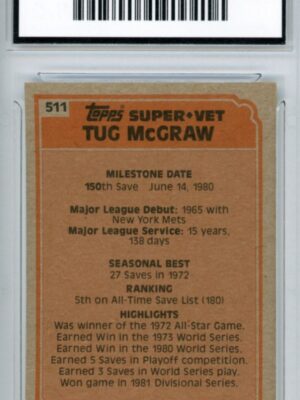 511
Topps SUPER•VET
TUG McGRAW
MILESTONE DATE
150th Save June 14, 1980
Major League Debut: 1965 with
New York Mets
Major League Service: 15 years,
138 days
SEASONAL BEST
27 Saves in 1972
RANKING
5th on All-Time Save List (180)
HIGHLIGHTS
Was winner of the 1972 All-Star Game.
Earned Win in the 1973 World Series.
Earned Win in the 1980 World Series.
Earned 5 Saves in Playoff competition.
Earned 3 Saves in World Series play.
Won game in 1981 Divisional Series.